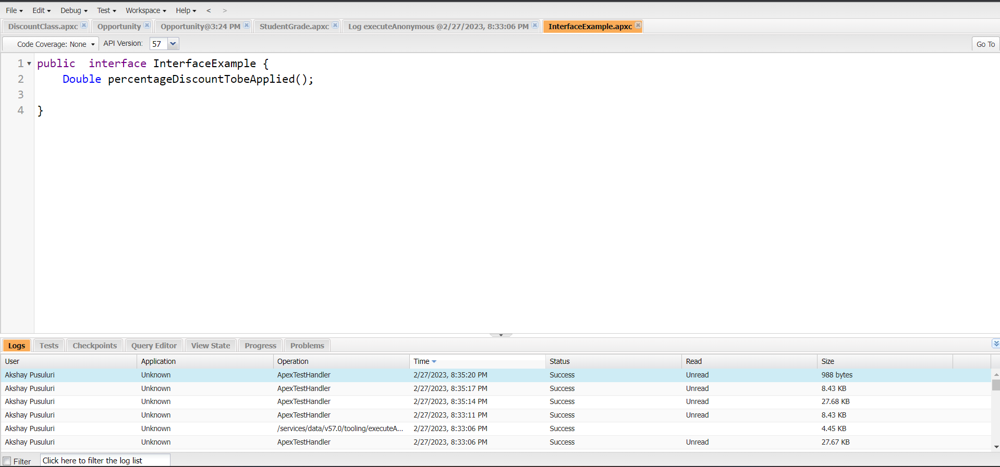 File Edit Debug Test Workspace Help < >
DiscountClass.apxc Opportunity Opportunity@3:24 PM StudentGrade.apxc Log executeAnonymous @2/27/2023, 8:33:06 PM InterfaceExample.apxc
Code Coverage: None API Version: 57 Go To
1 public interface InterfaceExample {
2 Double percentageDiscountTobeApplied();
3
4 }
Logs Tests Checkpoints Query Editor View State Progress Problems
User Application Operation Time Status Read Size
Akshay Pusuluri Unknown ApexTestHandler 2/27/2023, 8:35:20 PM Success Unread 988 bytes
Akshay Pusuluri Unknown ApexTestHandler 2/27/2023, 8:35:17 PM Success Unread 8.43 KB
Akshay Pusuluri Unknown ApexTestHandler 2/27/2023, 8:35:14 PM Success Unread 27.68 KB
Akshay Pusuluri Unknown ApexTestHandler 2/27/2023, 8:33:11 PM Success Unread 8.43 KB
Akshay Pusuluri Unknown /services/data/v57.0/tooling/executeA... 2/27/2023, 8:33:06 PM Success 4.45 KB
Akshay Pusuluri Unknown ApexTestHandler 2/27/2023, 8:33:06 PM Success Unread 27.67 KB
Filter Click here to filter the log list